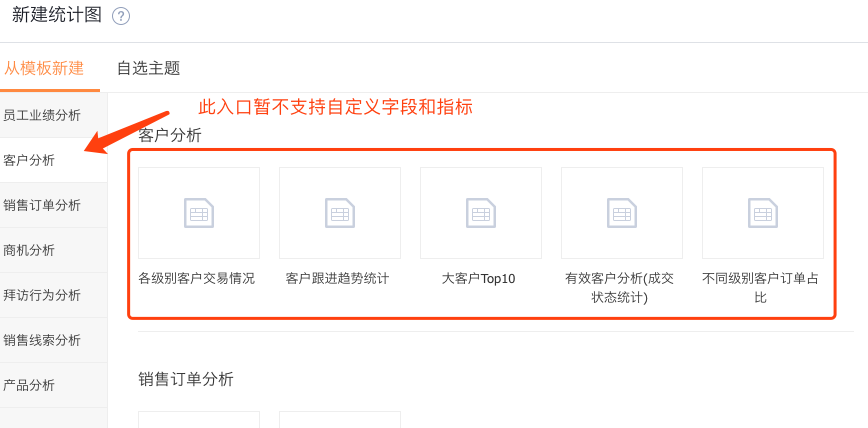 新建统计图 ?
从模板新建
自选主题
此入口暂不支持自定义字段和指标
员工业绩分析
客户分析
销售订单分析
商机分析
拜访行为分析
销售线索分析
产品分析
客户分析
各级别客户交易情况
客户跟进趋势统计
大客户Top10
有效客户分析(成交
状态统计)
不同级别客户订单占
比
销售订单分析